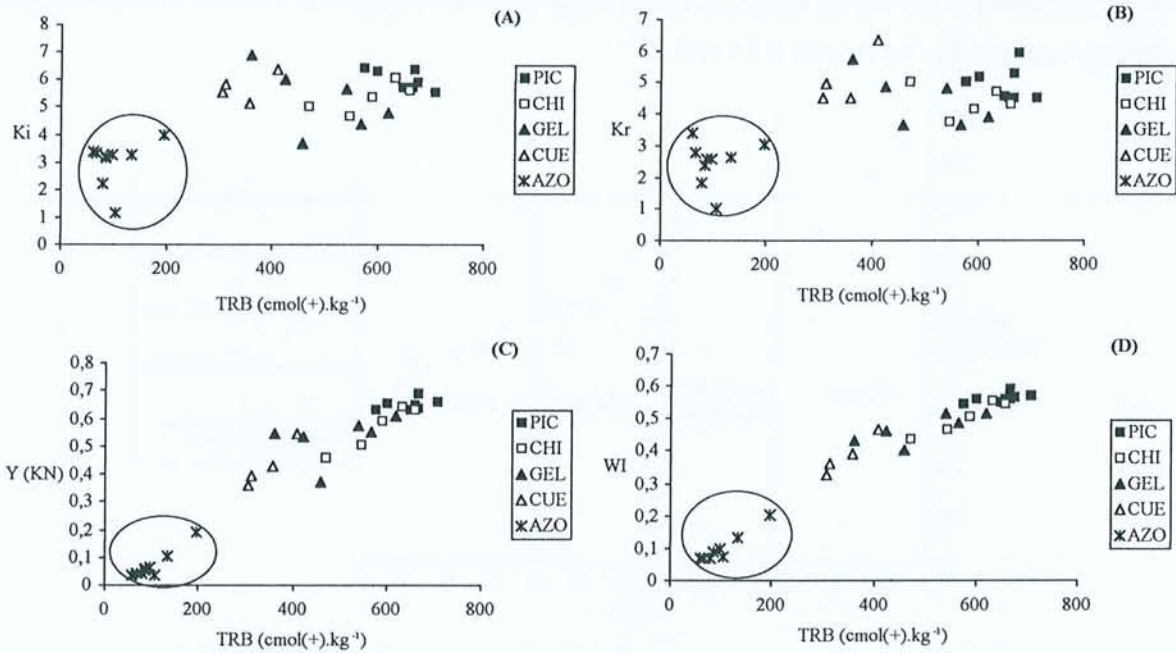 (A)
8
7
6
5
4
3
2
1
0
Ki
0 200 400 600 800
TRB (cmol(+).kg⁻¹)
PIC
CHI
GEL
CUE
AZO
(B)
7
6
5
4
3
2
1
0
Kr
0 200 400 600 800
TRB (cmol(+).kg⁻¹)
PIC
CHI
GEL
CUE
AZO
(C)
0,8
0,7
0,6
0,5
0,4
0,3
0,2
0,1
0
Y (KN)
0 200 400 600 800
TRB (cmol(+).kg⁻¹)
PIC
CHI
GEL
CUE
AZO
(D)
0,7
0,6
0,5
0,4
0,3
0,2
0,1
0
WI
0 200 400 600 800
TRB (cmol(+).kg⁻¹)
PIC
CHI
GEL
CUE
AZO